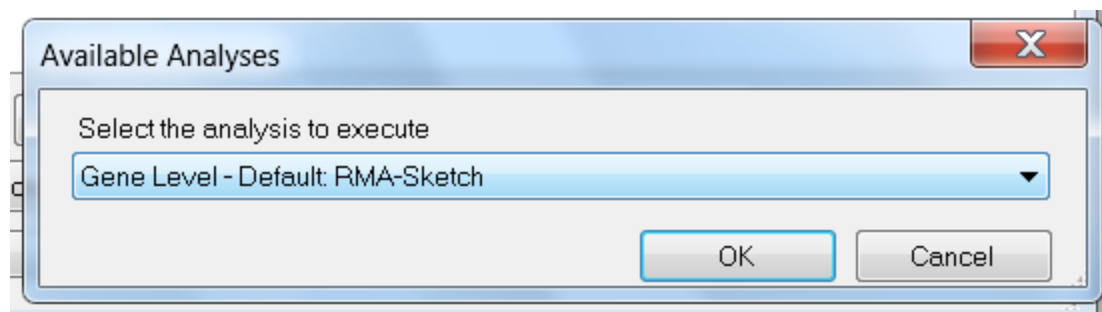 Available Analyses
Select the analysis to execute
Gene Level - Default: RMA-Sketch
OK Cancel